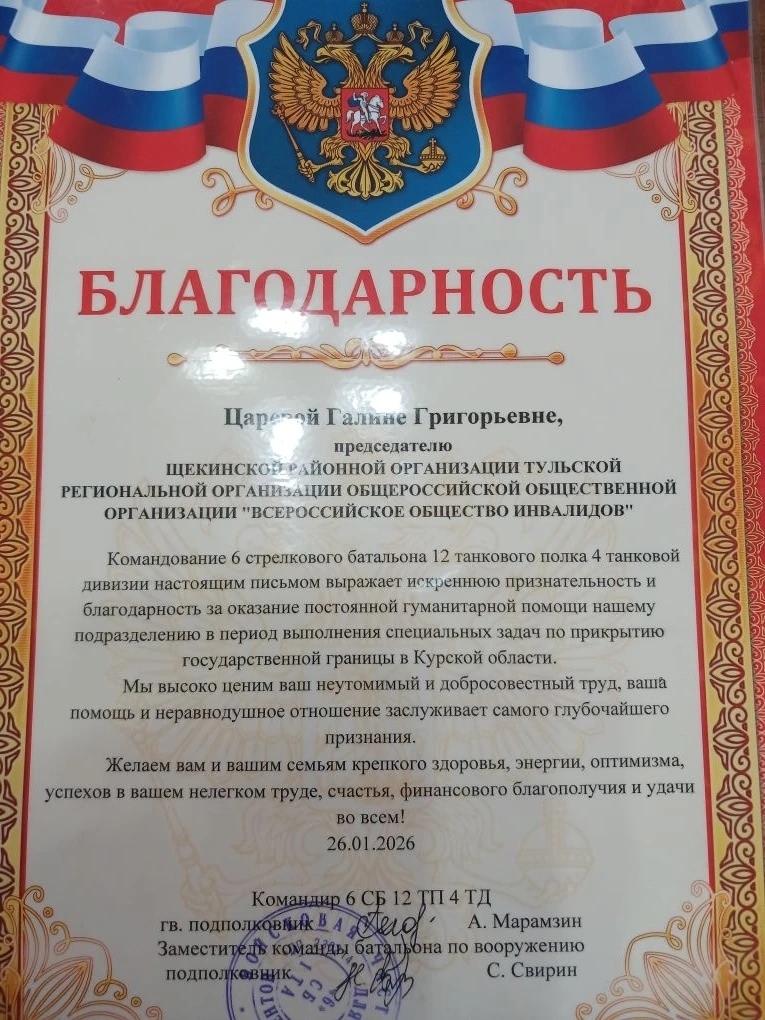 БЛАГОДАРНОСТЬ
Царевой Галине Григорьевне,
председателю
ЩЕКИНСКОЙ РАЙОННОЙ ОРГАНИЗАЦИИ ТУЛЬСКОЙ
РЕГИОНАЛЬНОЙ ОРГАНИЗАЦИИ ОБЩЕРОССИЙСКОЙ ОБЩЕСТВЕННОЙ
ОРГАНИЗАЦИИ "ВСЕРОССИЙСКОЕ ОБЩЕСТВО ИНВАЛИДОВ"
Командование 6 стрелкового батальона 12 танкового полка 4 танковой
дивизии настоящим письмом выражает искреннюю признательность и
благодарность за оказание постоянной гуманитарной помощи нашему
подразделению в период выполнения специальных задач по прикрытию
государственной границы в Курской области.
Мы высоко ценим ваш неутомимый и добросовестный труд, ваша
помощь и неравнодушное отношение заслуживает самого глубочайшего
признания.
Желаем вам и вашим семьям крепкого здоровья, энергии, оптимизма,
успехов в вашем нелегком труде, счастья, финансового благополучия и удачи
во всем!
26.01.2026
Командир 6 СБ 12 ТП 4 ТД
гв. подполковник А. Марамзин
Заместитель команды батальона по вооружению
подполковник С. Свирин
ВОЙСКОВАЯ ЧАСТЬ